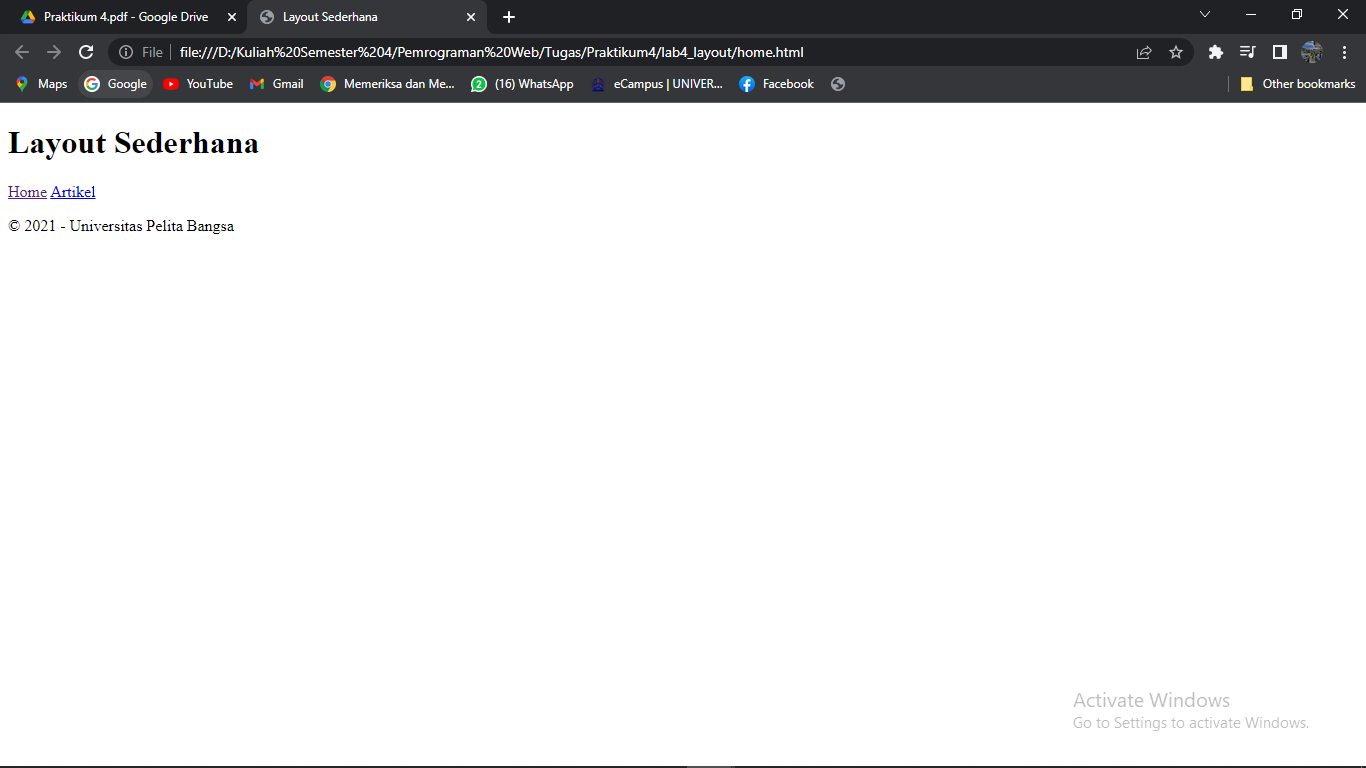 Praktikum 4.pdf - Google Drive
Layout Sederhana
File
file:///D:/Kuliah%20Semester%204/Pemrograman%20Web/Tugas/Praktikum4/lab4_layout/home.html
Maps
Google
YouTube
Gmail
Memeriksa dan Me...
2
(16) WhatsApp
eCampus | UNIVER...
Facebook
Other bookmarks
Layout Sederhana
Home Artikel
© 2021 - Universitas Pelita Bangsa
Activate Windows
Go to Settings to activate Windows.